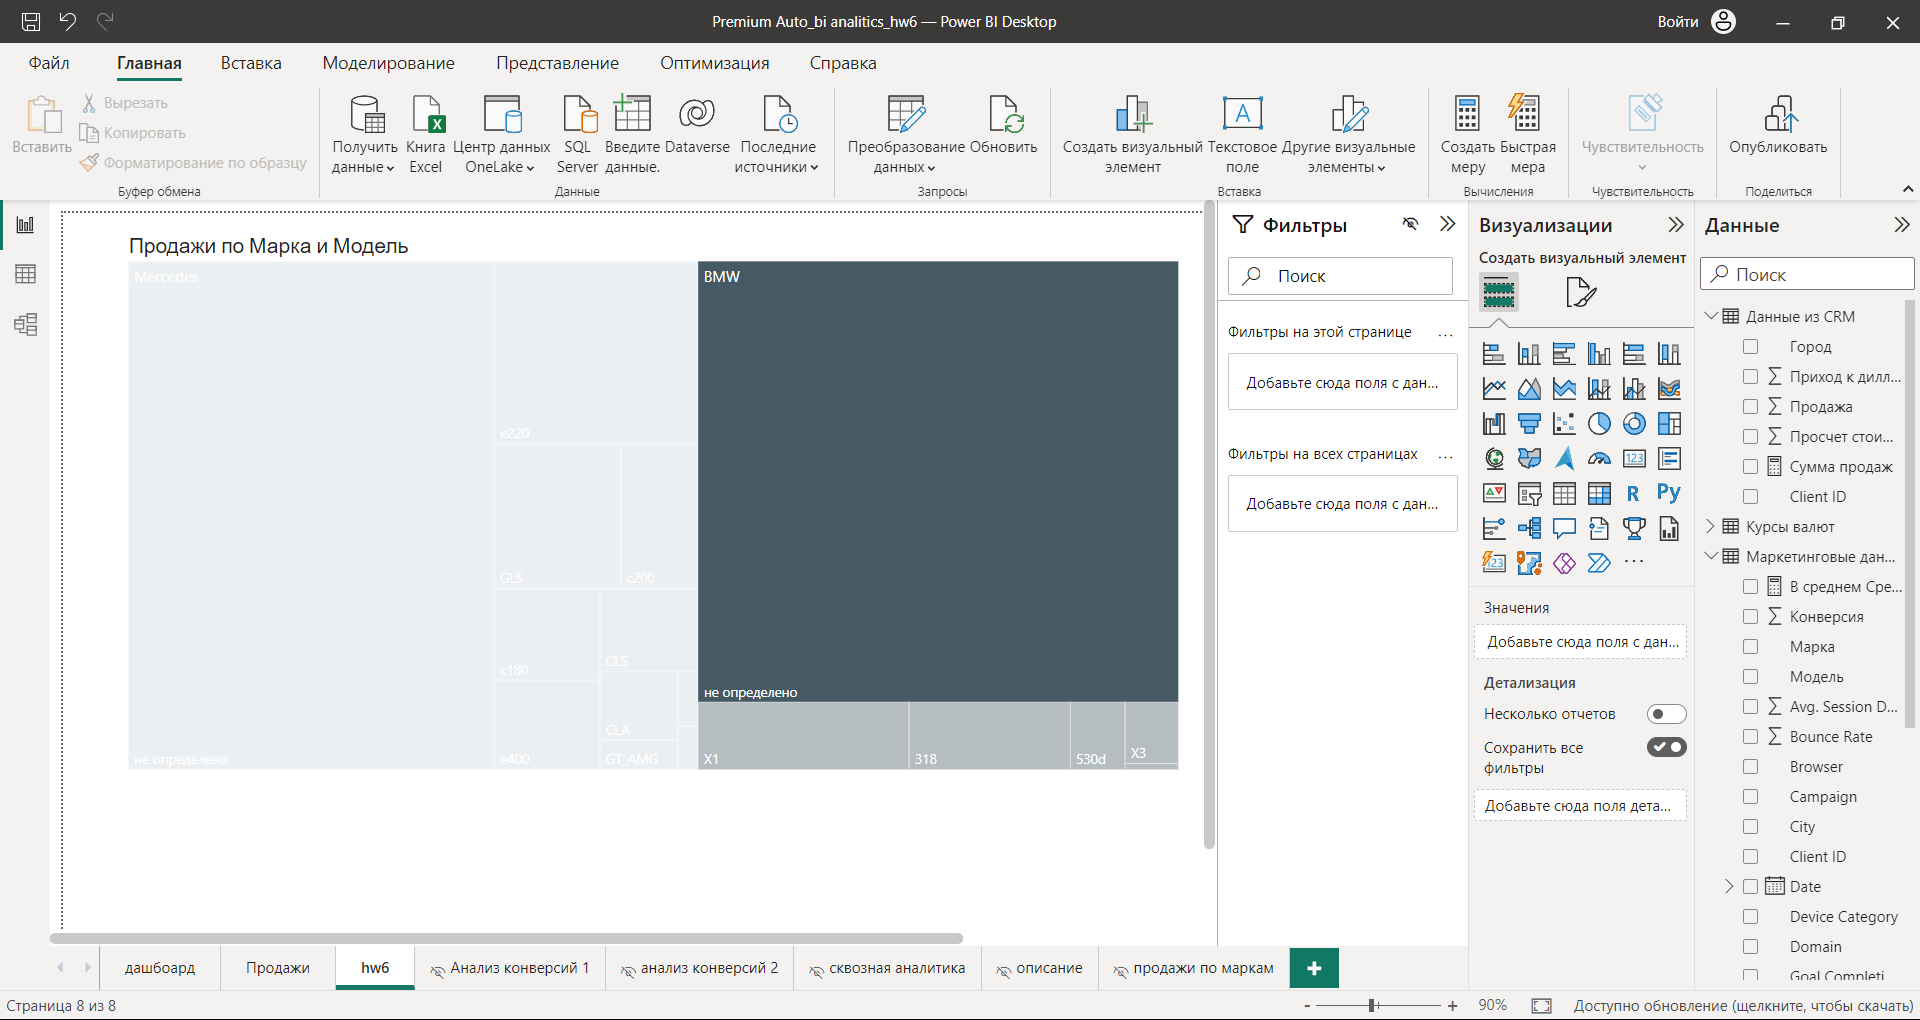 Premium Auto_bi analitics_hw6 — Power BI Desktop
Войти
Файл
Главная
Вставка
Моделирование
Представление
Оптимизация
Справка
Вставить
Вырезать
Копировать
Форматирование по образцу
Буфер обмена
Получить
данные
Книга
Excel
Центр данных
OneLake
SQL
Server
Введите
данные.
Dataverse
Последние
источники
Данные
Преобразование
данных
Обновить
Запросы
Создать визуальный
элемент
Текстовое
поле
Другие визуальные
элементы
Вставка
Создать
меру
Быстрая
мера
Вычисления
Чувствительность
Чувствительность
Опубликовать
Поделиться
Продажи по Марка и Модель
Mercedes
не определено
e220
GLS
c200
c180
CLS
e400
CLA
GT_AMG
BMW
не определено
X1
318
530d
X3
Фильтры
Поиск
Фильтры на этой странице
...
Добавьте сюда поля с дан...
Фильтры на всех страницах
...
Добавьте сюда поля с дан...
Визуализации
Создать визуальный элемент
123
R
Py
123
...
Значения
Добавьте сюда поля с дан...
Детализация
Несколько отчетов
Сохранить все
фильтры
Добавьте сюда поля дета...
Данные
Поиск
Данные из CRM
Город
Приход к дилл...
Продажа
Просчет стои...
Сумма продаж
Client ID
Курсы валют
Маркетинговые дан...
В среднем Сре...
Конверсия
Марка
Модель
Avg. Session D...
Bounce Rate
Browser
Campaign
City
Client ID
Date
Device Category
Domain
Goal Completi
дашбоард
Продажи
hw6
Анализ конверсий 1
анализ конверсий 2
сквозная аналитика
описание
продажи по маркам
+
Страница 8 из 8
-
+
90%
Доступно обновление (щелкните, чтобы скачать)